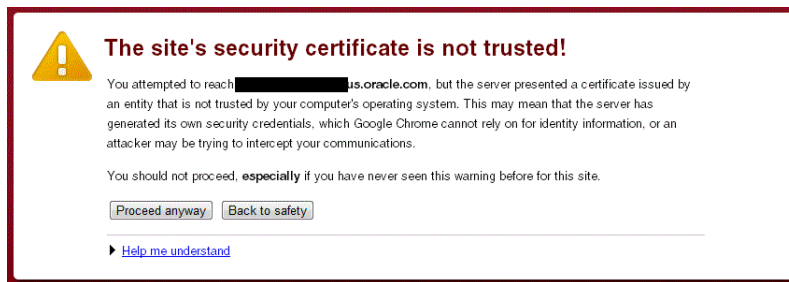 The site's security certificate is not trusted!
You attempted to reach us.oracle.com, but the server presented a certificate issued by
an entity that is not trusted by your computer's operating system. This may mean that the server has
generated its own security credentials, which Google Chrome cannot rely on for identity information, or an
attacker may be trying to intercept your communications.
You should not proceed, especially if you have never seen this warning before for this site.
Proceed anyway Back to safety
Help me understand